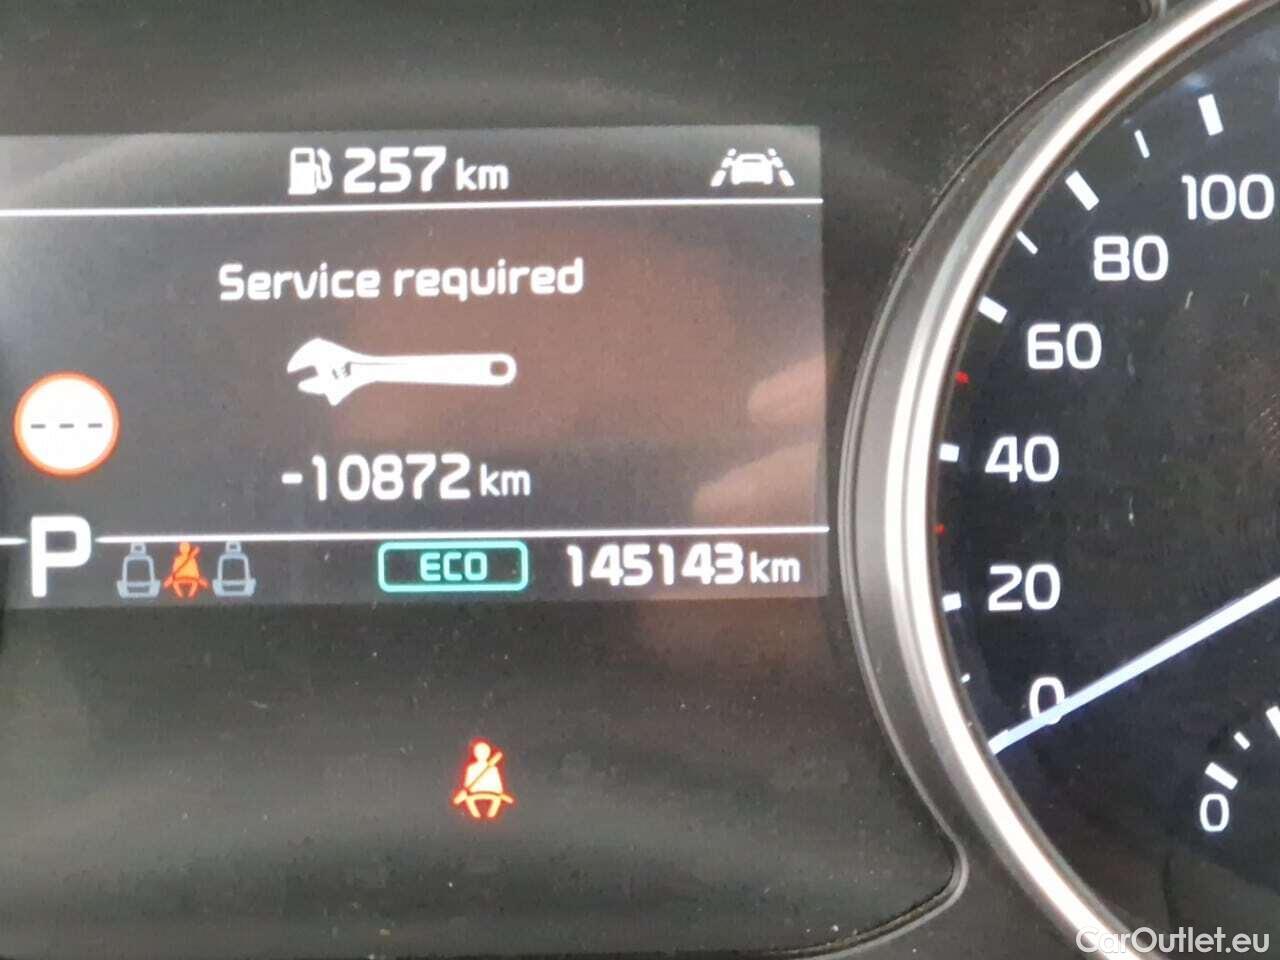 257 km
Service required
---
-10872 km
P
ECO
145143 km
100
80
60
40
20
0
0
CarOutlet.eu